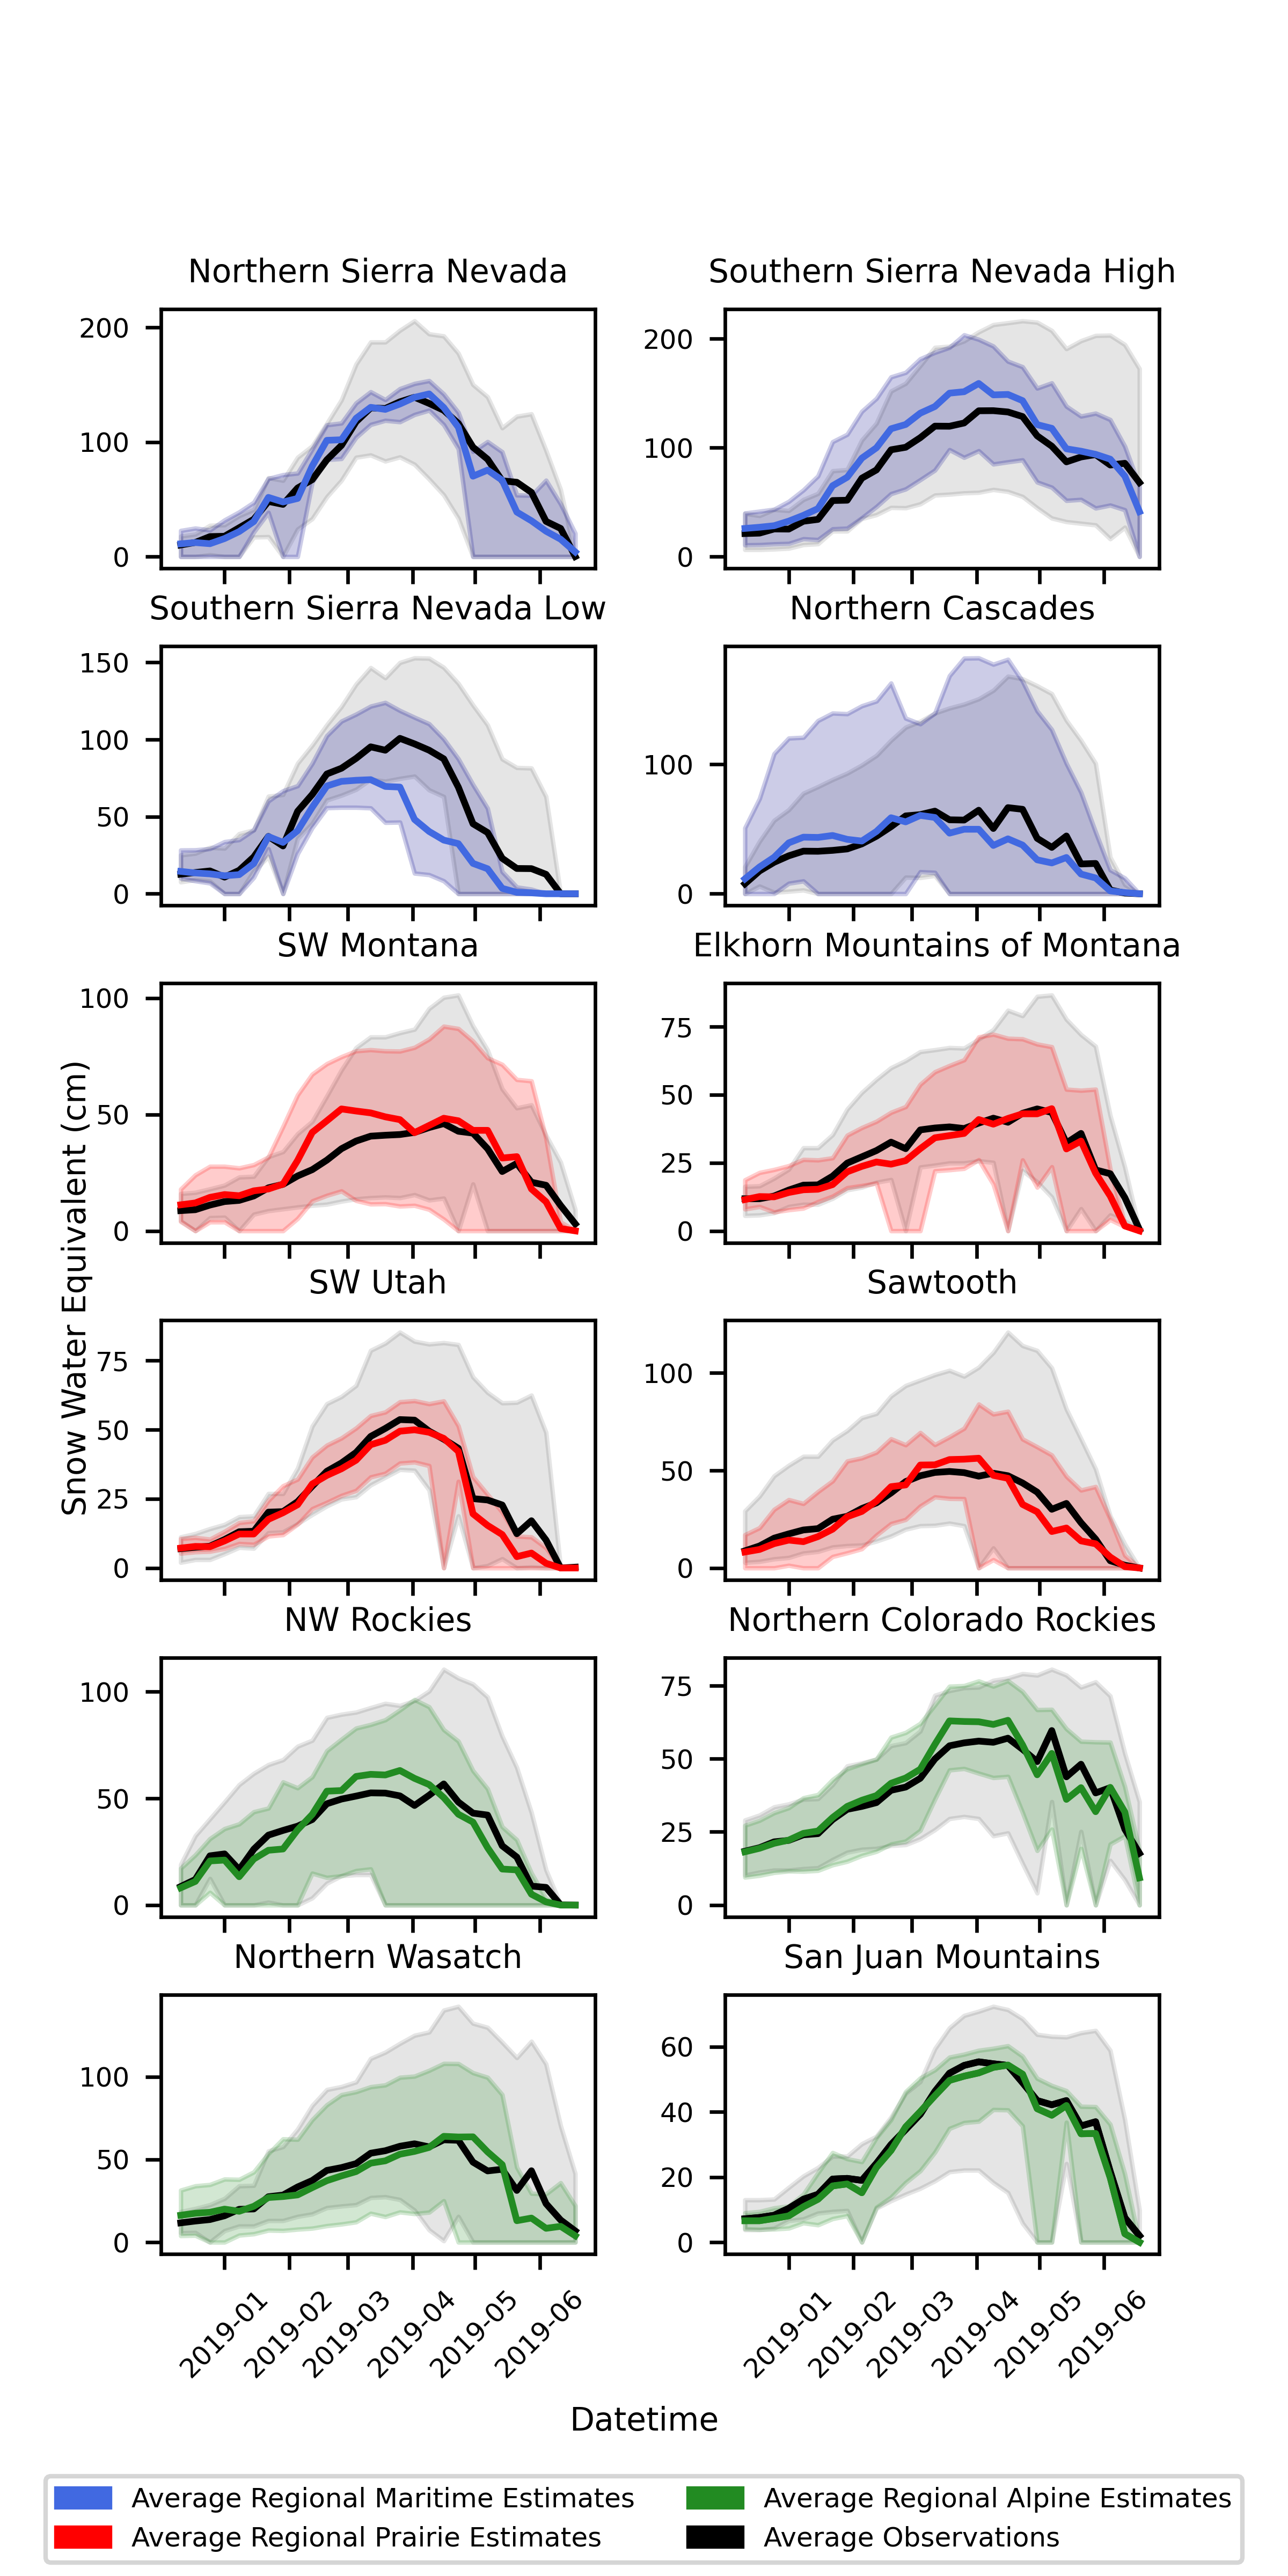 Northern Sierra Nevada
Southern Sierra Nevada High
200
100
0
200
100
0
Southern Sierra Nevada Low
Northern Cascades
150
100
50
0
100
0
SW Montana
Elkhorn Mountains of Montana
100
50
0
75
50
25
0
Snow Water Equivalent (cm)
SW Utah
Sawtooth
75
50
25
0
100
50
0
NW Rockies
Northern Colorado Rockies
100
50
0
75
50
25
0
Northern Wasatch
San Juan Mountains
100
50
0
60
40
20
0
2019-01 2019-02 2019-03 2019-04 2019-05 2019-06
2019-01 2019-02 2019-03 2019-04 2019-05 2019-06
Datetime
Average Regional Maritime Estimates
Average Regional Prairie Estimates
Average Regional Alpine Estimates
Average Observations